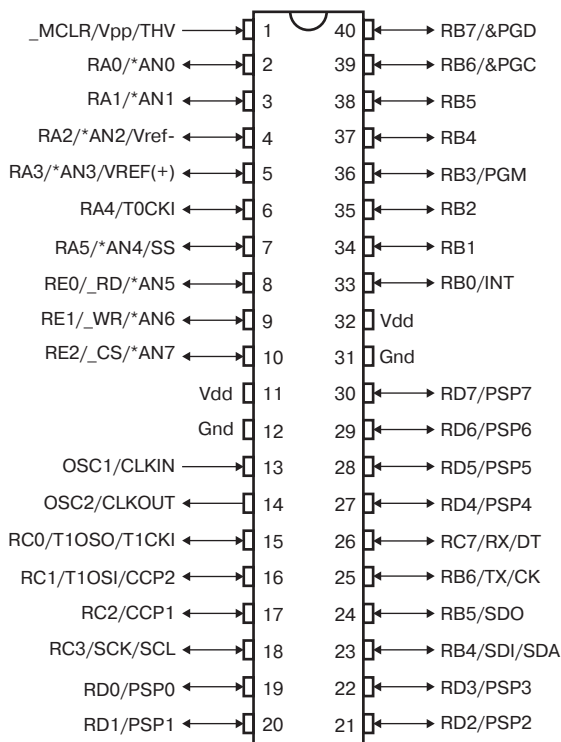 _MCLR/Vpp/THV 1 40 RB7/&PGD
RA0/*AN0 2 39 RB6/&PGC
RA1/*AN1 3 38 RB5
RA2/*AN2/Vref- 4 37 RB4
RA3/*AN3/VREF(+) 5 36 RB3/PGM
RA4/T0CKI 6 35 RB2
RA5/*AN4/SS 7 34 RB1
RE0/_RD/*AN5 8 33 RB0/INT
RE1/_WR/*AN6 9 32 Vdd
RE2/_CS/*AN7 10 31 Gnd
Vdd 11 30 RD7/PSP7
Gnd 12 29 RD6/PSP6
OSC1/CLKIN 13 28 RD5/PSP5
OSC2/CLKOUT 14 27 RD4/PSP4
RC0/T1OSO/T1CKI 15 26 RC7/RX/DT
RC1/T1OSI/CCP2 16 25 RB6/TX/CK
RC2/CCP1 17 24 RB5/SDO
RC3/SCK/SCL 18 23 RB4/SDI/SDA
RD0/PSP0 19 22 RD3/PSP3
RD1/PSP1 20 21 RD2/PSP2